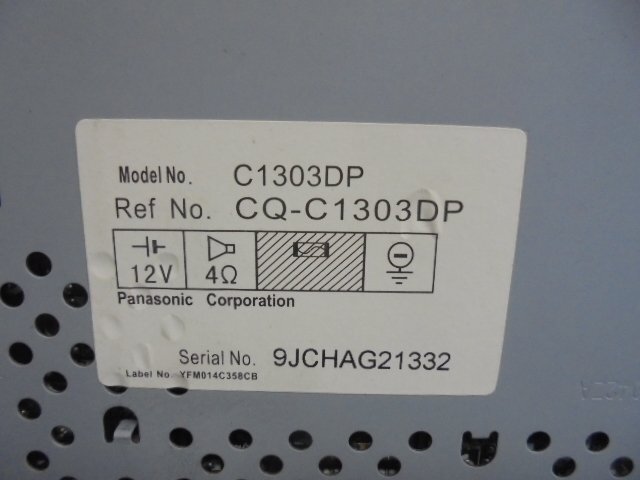 Model No. C1303DP
Ref No. CQ-C1303DP
12V 4Ω
Panasonic Corporation
Serial No. 9JCHAG21332
Label No. YFM014C358CB